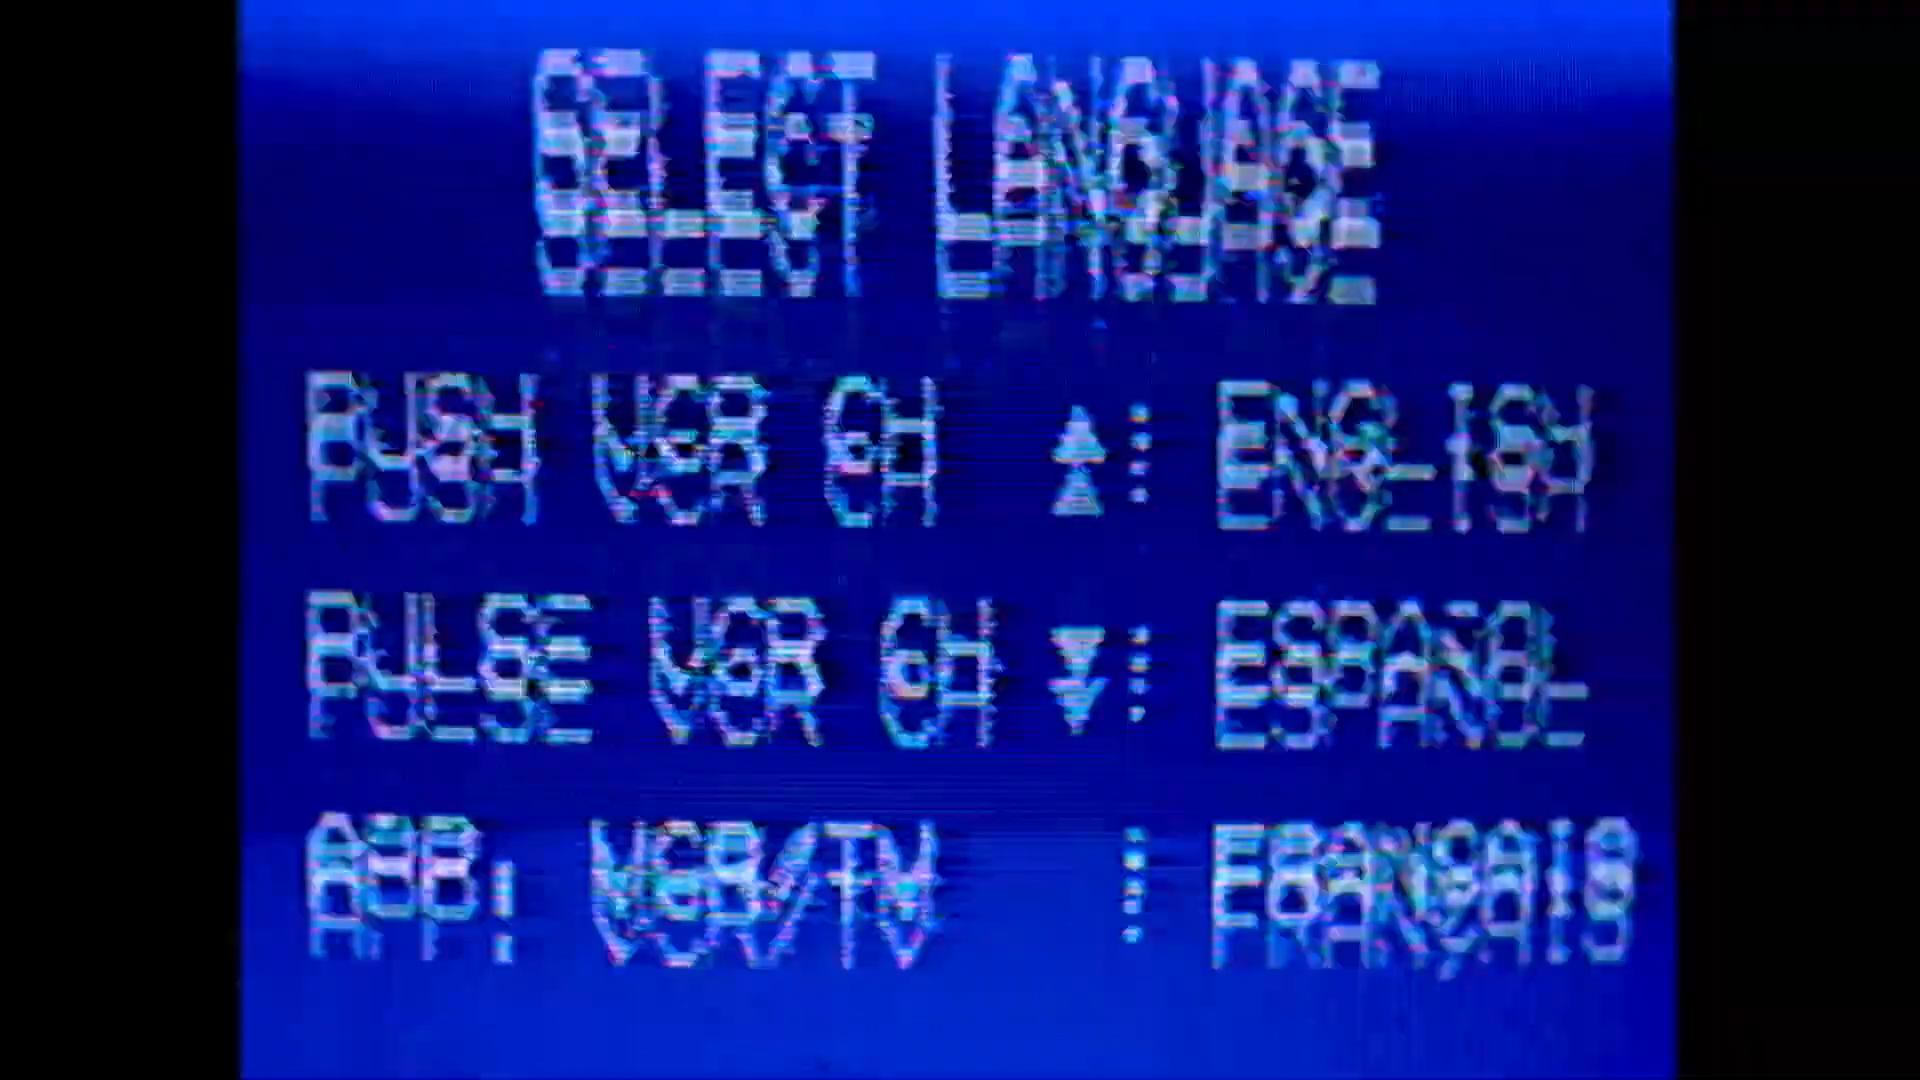 SELECT LANGUAGE
PUSH VCR CH ▲ : ENGLISH
PULSE VCR CH ▼ : ESPAÑOL
APP. VCR/TV : FRANÇAIS